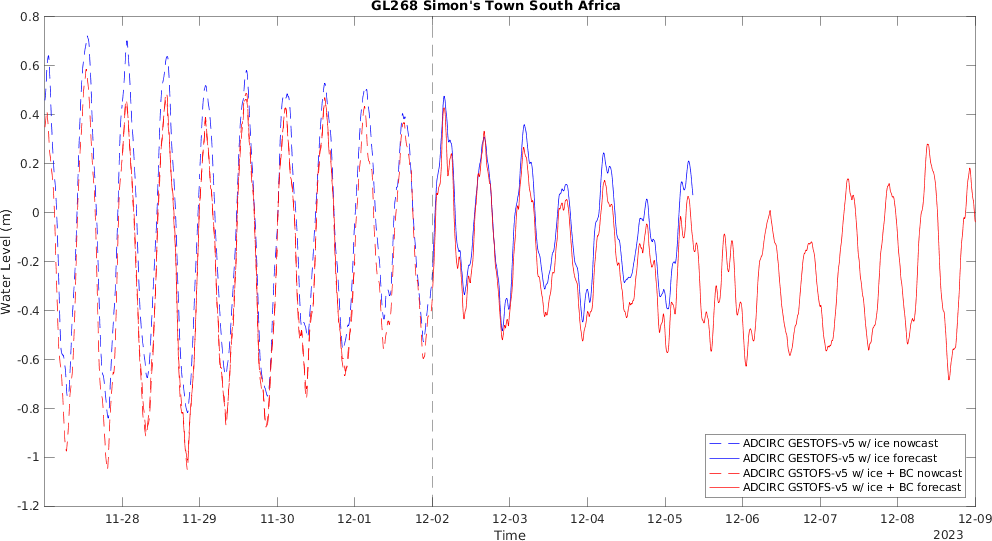 GL268 Simon's Town South Africa
0.8
0.6
0.4
0.2
0
-0.2
-0.4
-0.6
-0.8
-1
-1.2
Water Level (m)
ADCIRC GESTOFS-v5 w/ ice nowcast
ADCIRC GESTOFS-v5 w/ ice forecast
ADCIRC GSTOFS-v5 w/ ice + BC nowcast
ADCIRC GSTOFS-v5 w/ ice + BC forecast
11-28 11-29 11-30 12-01 12-02 12-03 12-04 12-05 12-06 12-07 12-08 12-09
Time
2023